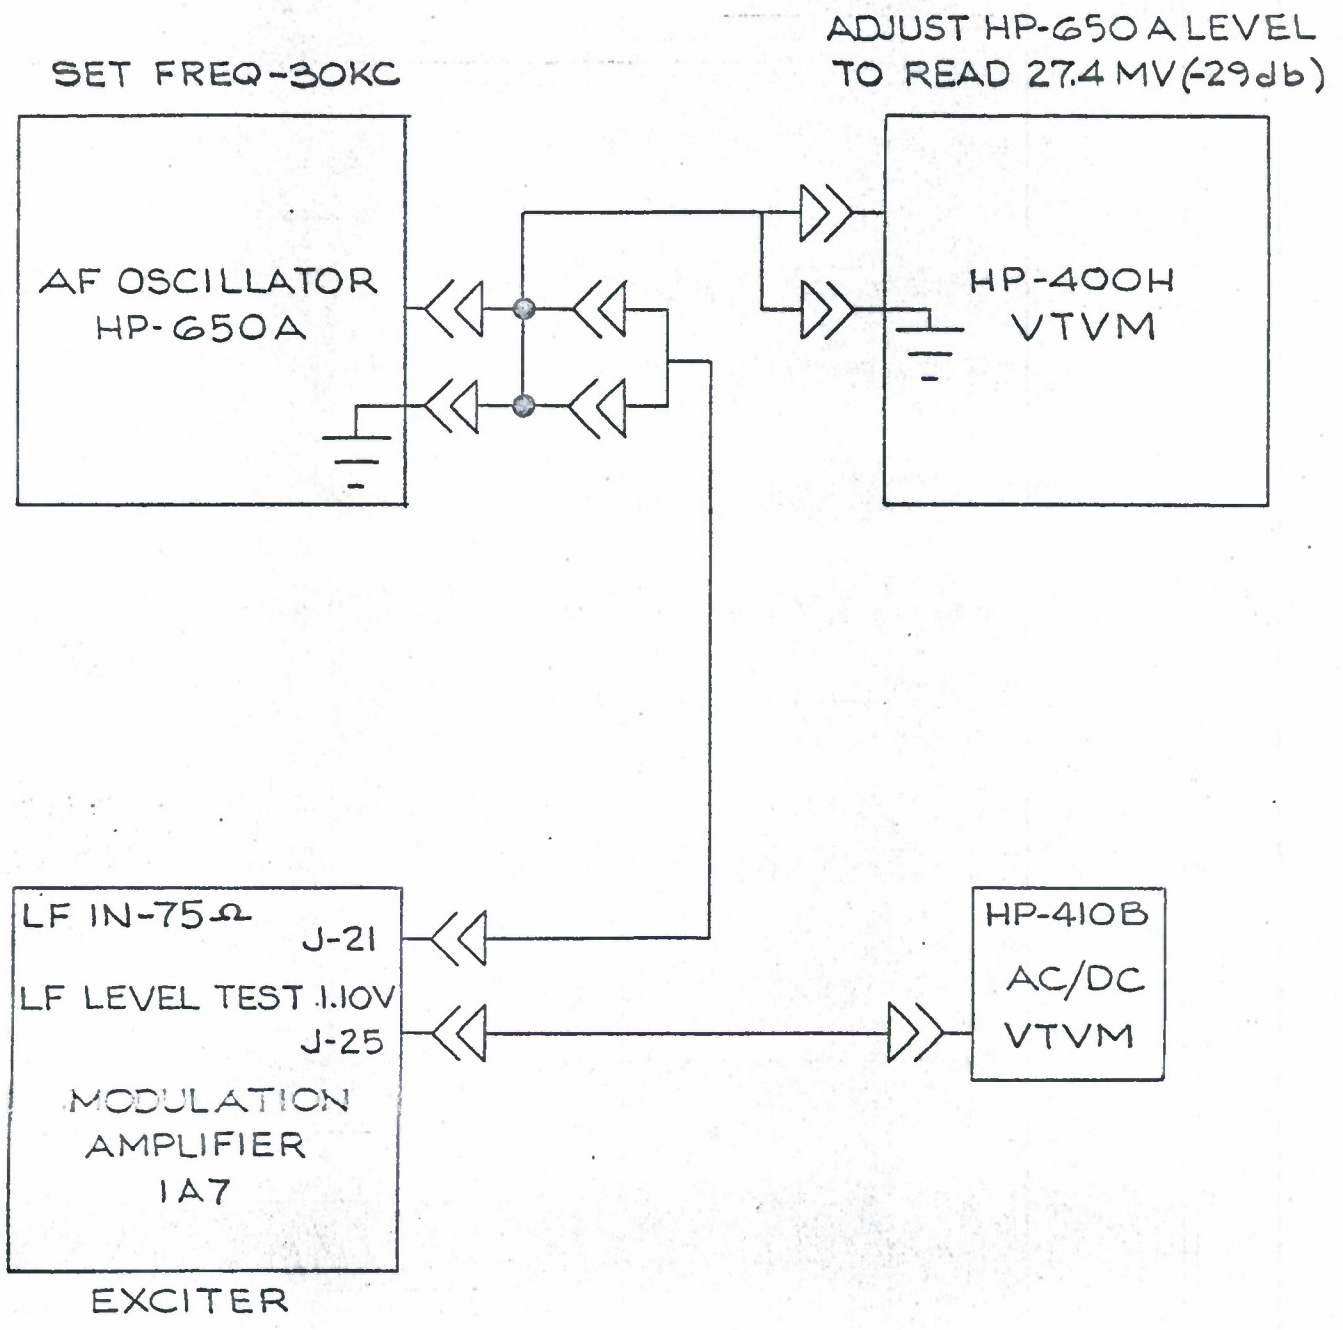 ADJUST HP-650A LEVEL
TO READ 27.4 MV(-29db)
SET FREQ-30KC
AF OSCILLATOR
HP-650A
HP-400H
VTVM
LF IN-75Ω
J-21
LF LEVEL TEST .1.10V
J-25
MODULATION
AMPLIFIER
1A7
EXCITER
HP-410B
AC/DC
VTVM